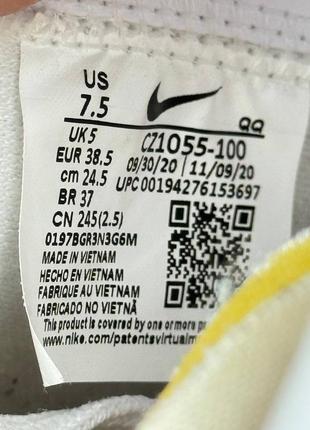 US
7.5
QQ
UK 5
CZ1055-100
EUR 38.5
09/30/20 | 11/09/20
cm 24.5
UPC 00194276153697
BR 37
CN 245(2.5)
0197BGR3N3G6M
MADE IN VIETNAM
HECHO EN VIETNAM
FABRIQUE AU VIETNAM
FABRICADO NO VIETNÃ
This product is covered by one or more
www.nike.com/patentsvirtualma